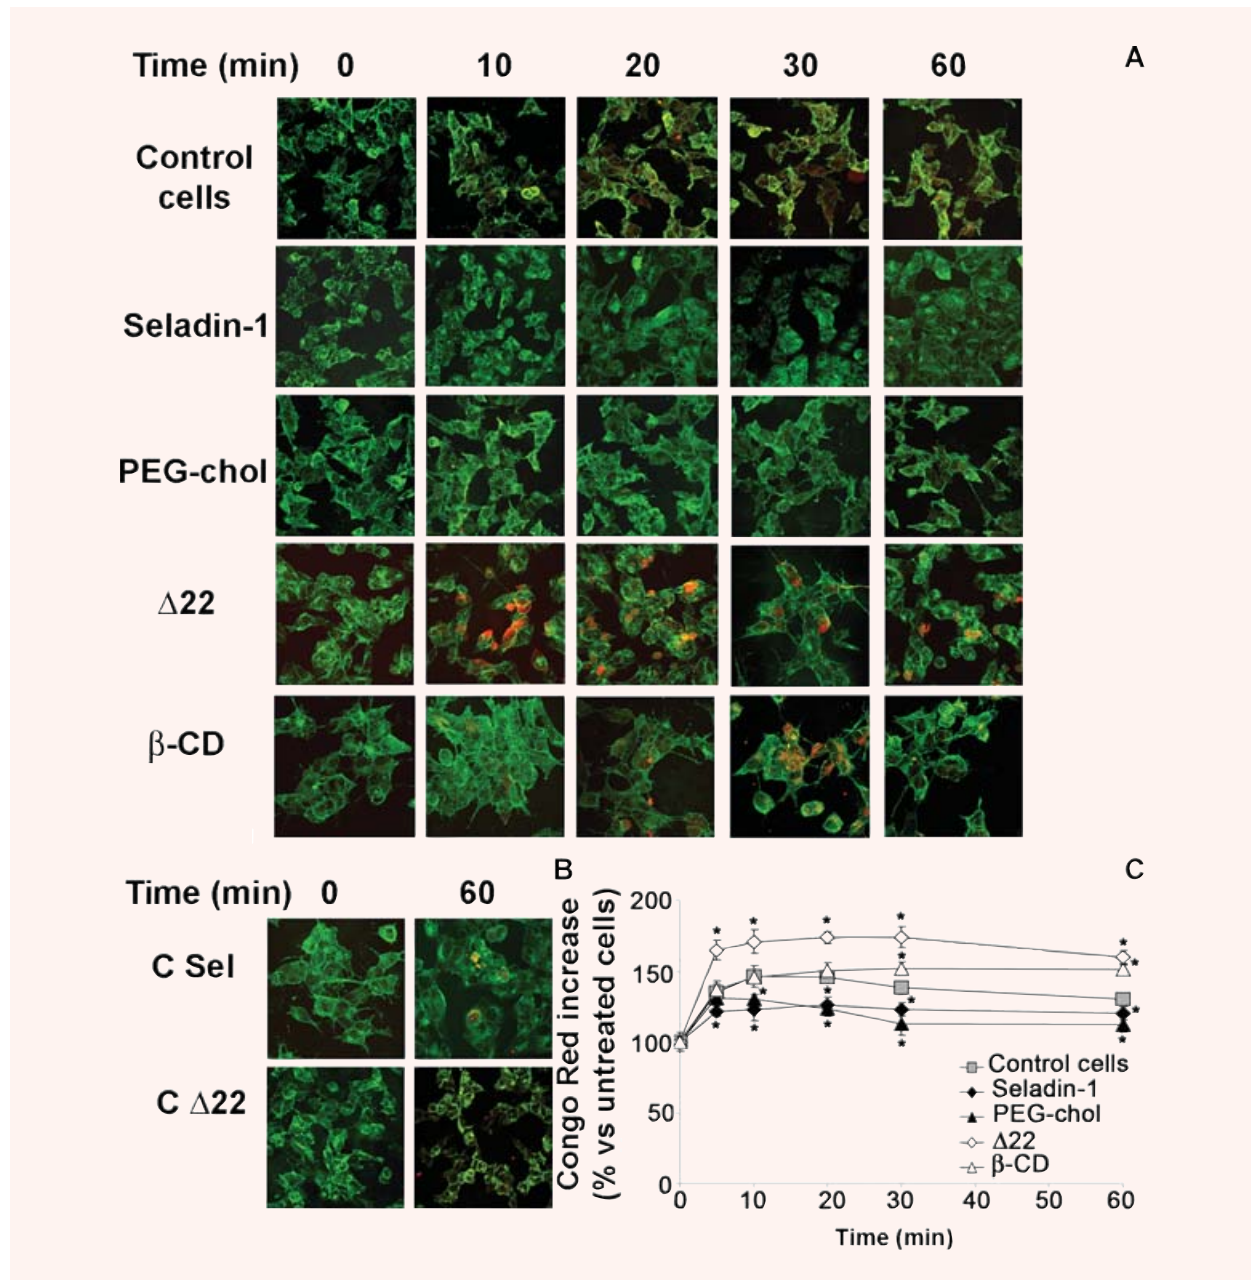 A
Time (min) 0 10 20 30 60
Control
cells
Seladin-1
PEG-chol
Δ22
β-CD
B
Time (min) 0 60
C Sel
C Δ22
C
Congo Red increase
(% vs untreated cells)
200
150
100
50
0
* * * * *
* * * * * * * * * * * *
Control cells
Seladin-1
PEG-chol
Δ22
β-CD
0 10 20 30 40 50 60
Time (min)